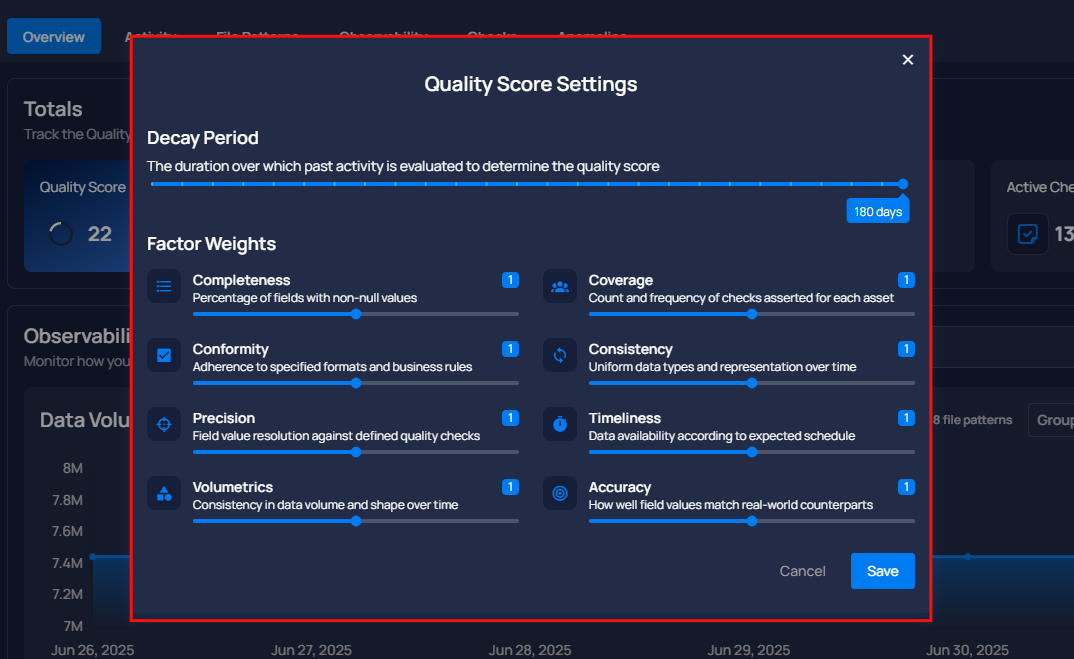 Overview
Activity
File Patterns
Observability
Checks
Anomalies
Quality Score Settings
Totals
Track the Quality
Decay Period
The duration over which past activity is evaluated to determine the quality score
Quality Score
Active Che
180 days
22
13
Factor Weights
Completeness 1
Percentage of fields with non-null values
Coverage 1
Count and frequency of checks asserted for each asset
Observabili
Monitor how you
Conformity 1
Adherence to specified formats and business rules
Consistency 1
Uniform data types and representation over time
Data Volu
8 file patterns
Group
Precision 1
Field value resolution against defined quality checks
Timeliness 1
Data availability according to expected schedule
Volumetrics 1
Consistency in data volume and shape over time
Accuracy 1
How well field values match real-world counterparts
8M
7.8M
7.6M
7.4M
7.2M
7M
Cancel
Save
Jun 26, 2025
Jun 27, 2025
Jun 28, 2025
Jun 29, 2025
Jun 30, 2025